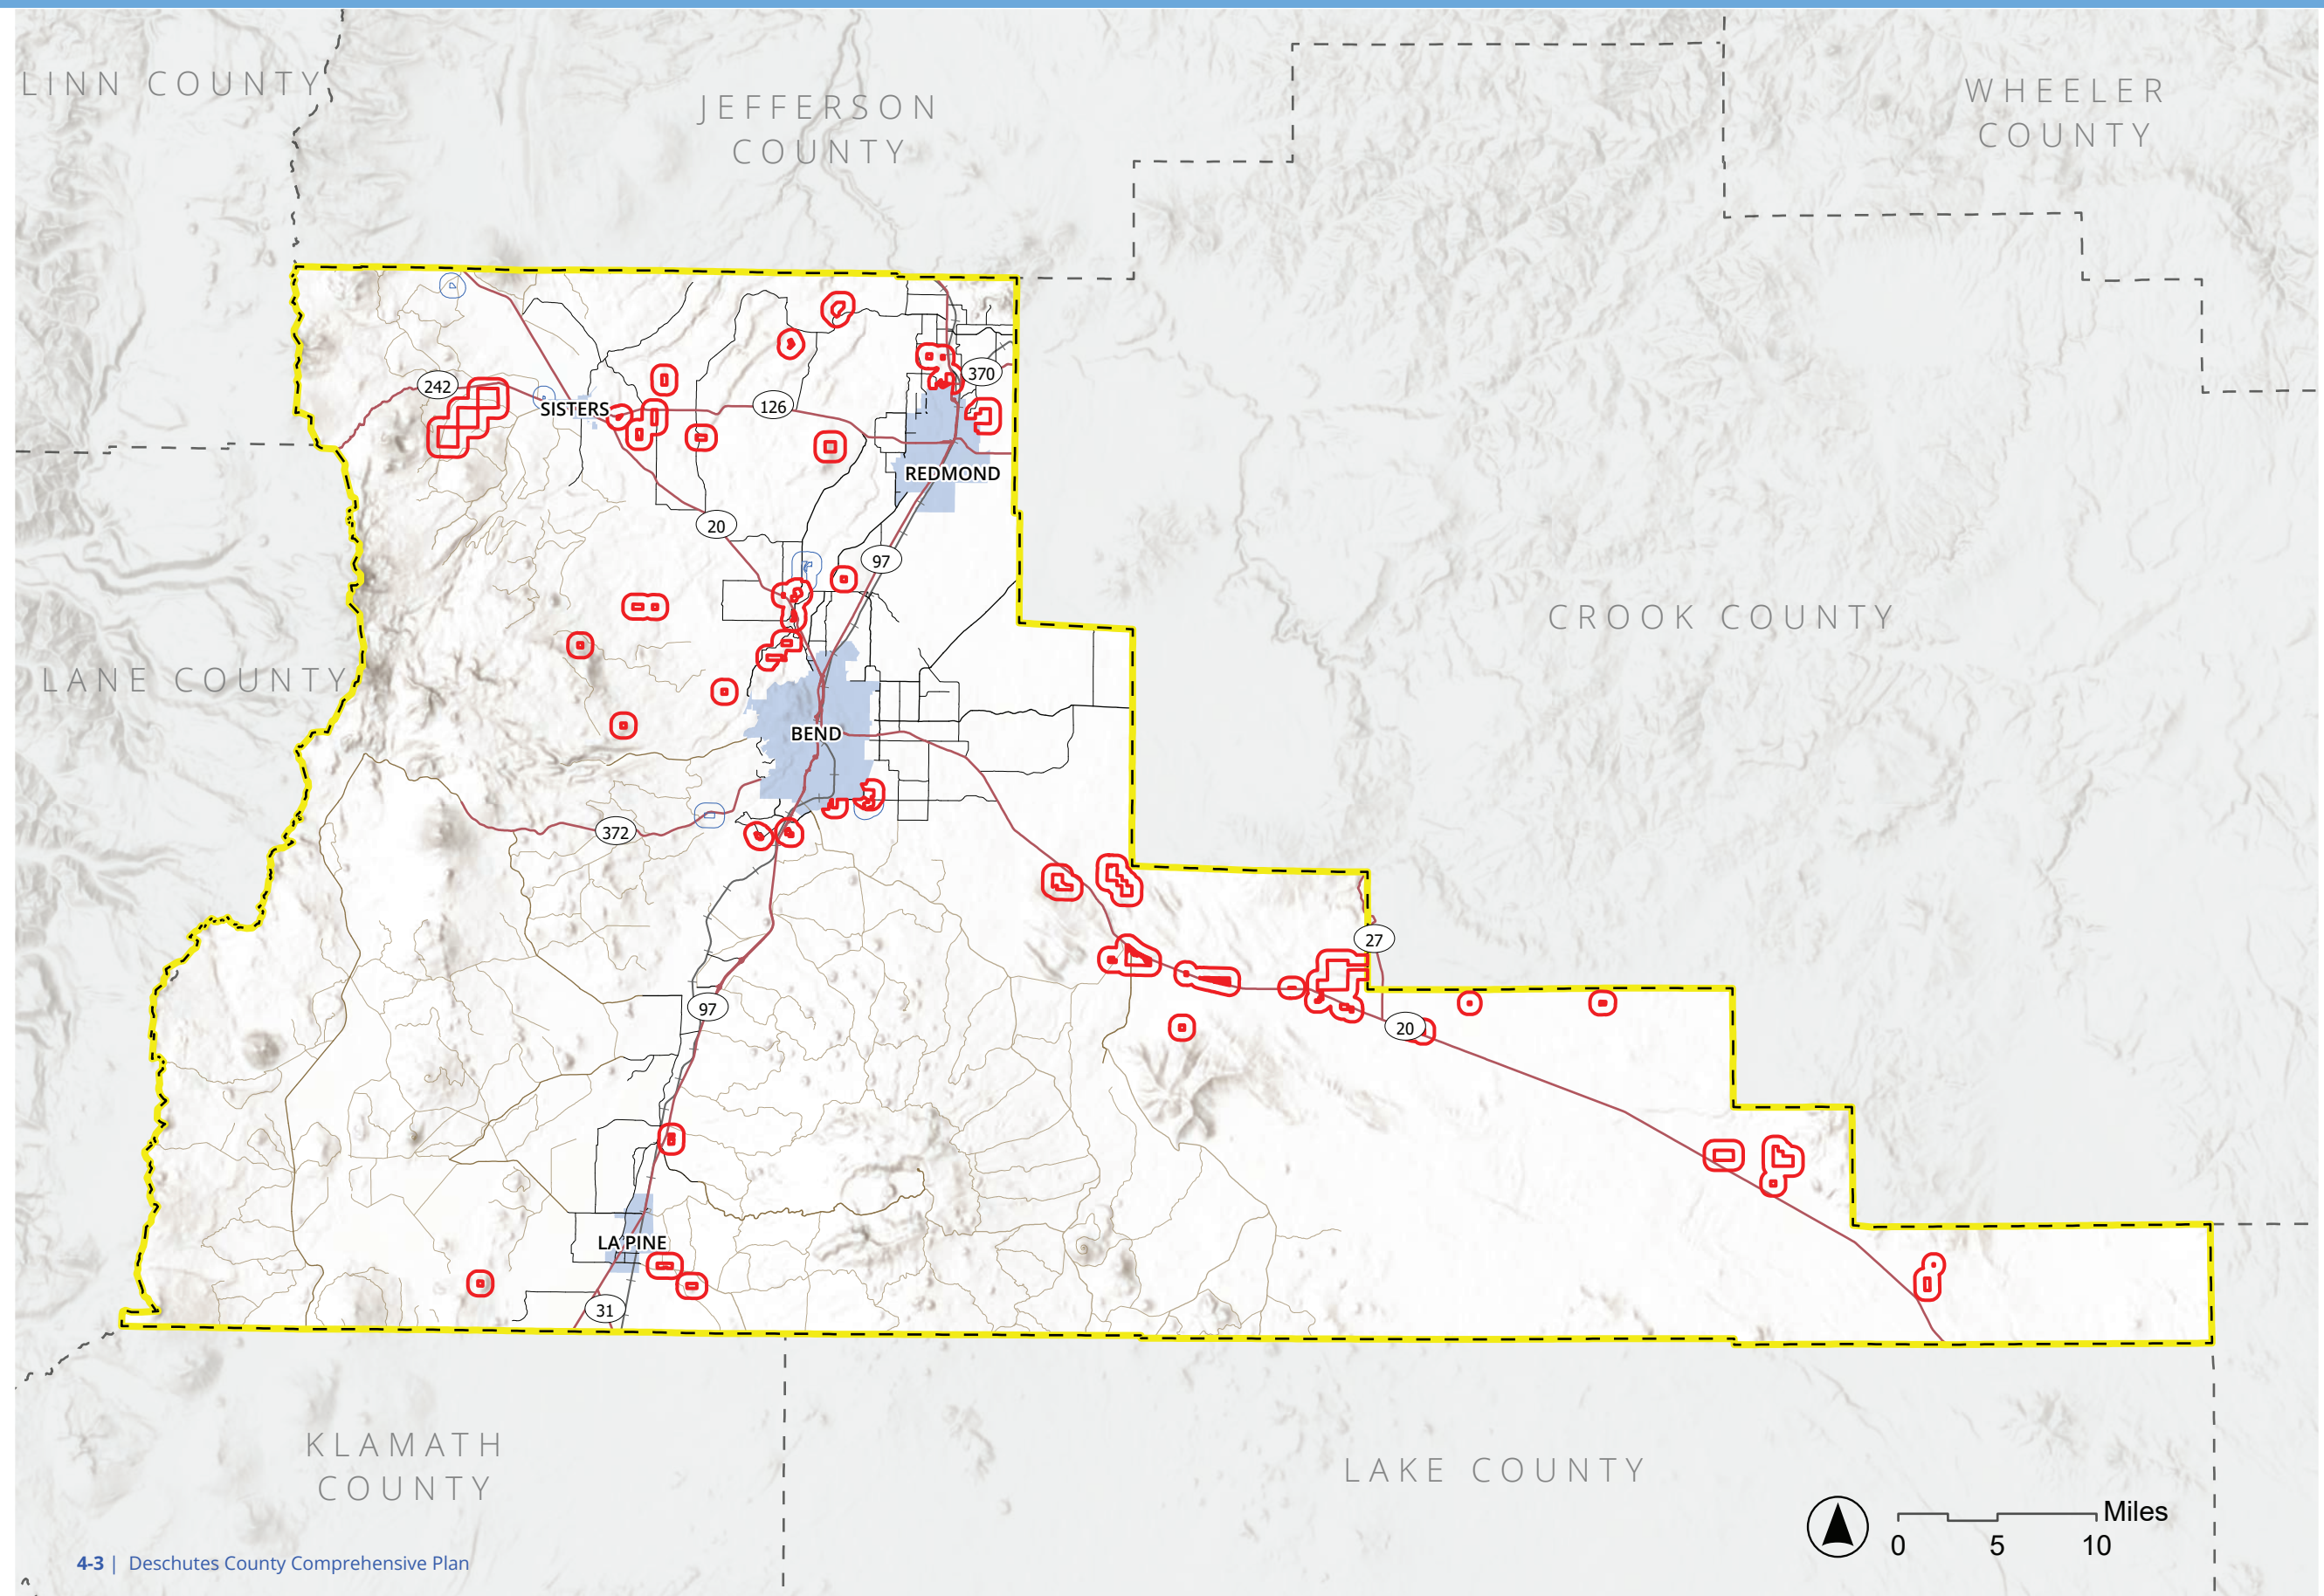 LINN COUNTY
JEFFERSON
COUNTY
WHEELER
COUNTY
242
SISTERS
126
370
REDMOND
20
97
CROOK COUNTY
LANE COUNTY
BEND
372
27
97
20
LA PINE
31
KLAMATH
COUNTY
LAKE COUNTY
Miles
0 5 10
4-3 | Deschutes County Comprehensive Plan